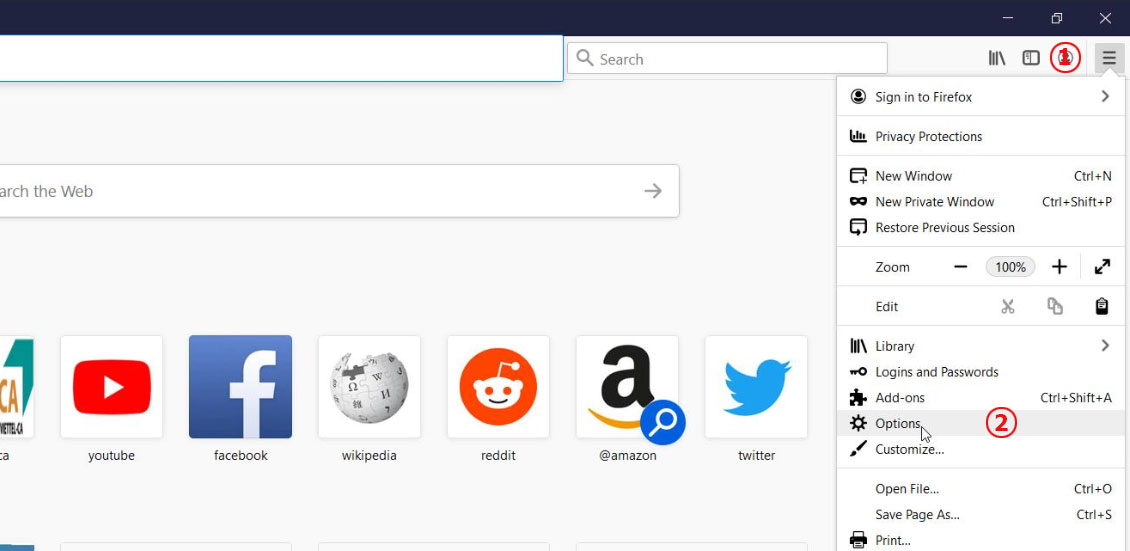 Search
①
Sign in to Firefox
Privacy Protections
New Window Ctrl+N
New Private Window Ctrl+Shift+P
Restore Previous Session
Zoom 100%
Edit
Library
Logins and Passwords
Add-ons Ctrl+Shift+A
Options ②
Customize...
Open File... Ctrl+O
Save Page As... Ctrl+S
Print...
arch the Web
CA
VIETTEL-CA
ca
youtube
facebook
wikipedia
reddit
@amazon
twitter